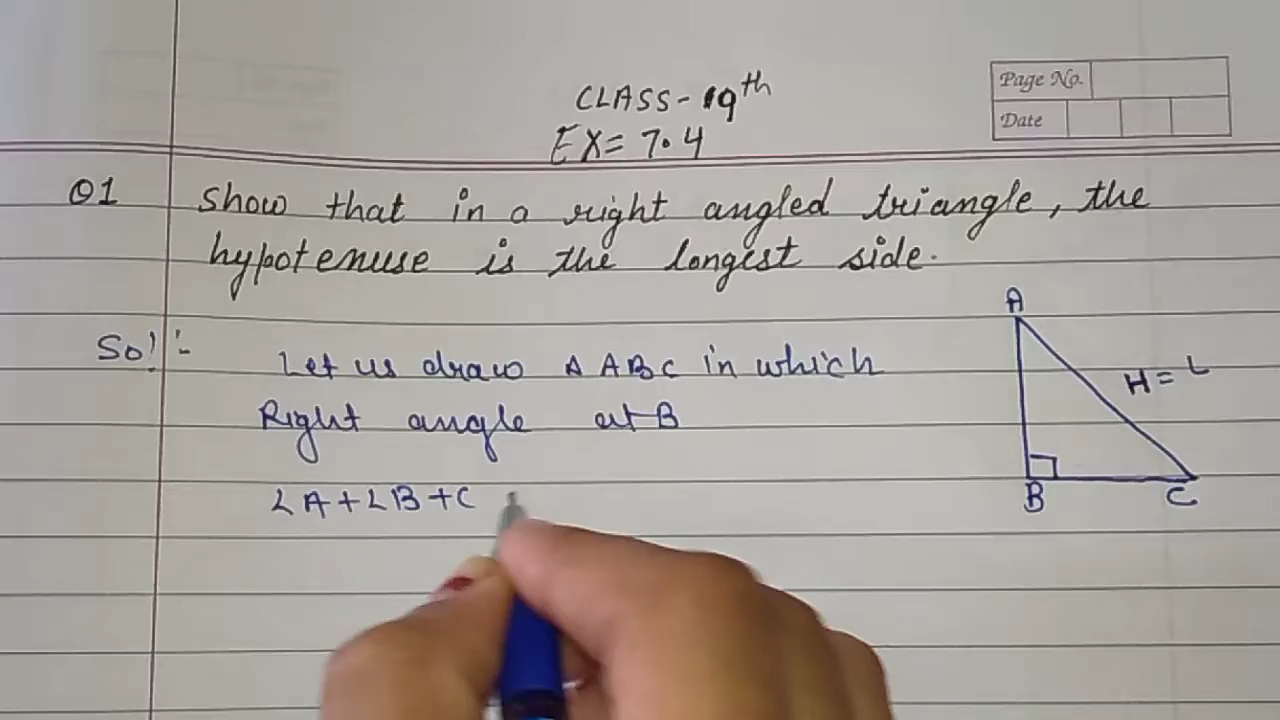 CLASS-9th
EX=7.4
Page No.
Date
Q1 Show that in a right angled triangle, the
hypotenuse is the longest side.
Sol:-
Let us draw Δ ABC in which
Right angle at B
∠A+∠B+C
A
H = L
B
C